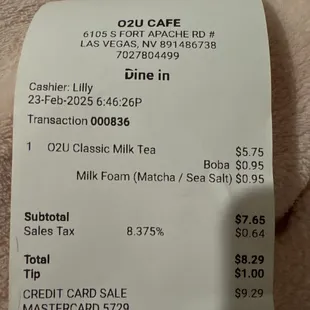 O2U CAFE
6105 S FORT APACHE RD #
LAS VEGAS, NV 891486738
7027804499
Dine in
Cashier: Lilly
23-Feb-2025 6:46:26P
Transaction 000836
1 O2U Classic Milk Tea $5.75
Boba $0.95
Milk Foam (Matcha / Sea Salt) $0.95
Subtotal $7.65
Sales Tax 8.375% $0.64
Total $8.29
Tip $1.00
CREDIT CARD SALE $9.29
MASTERCARD 5729